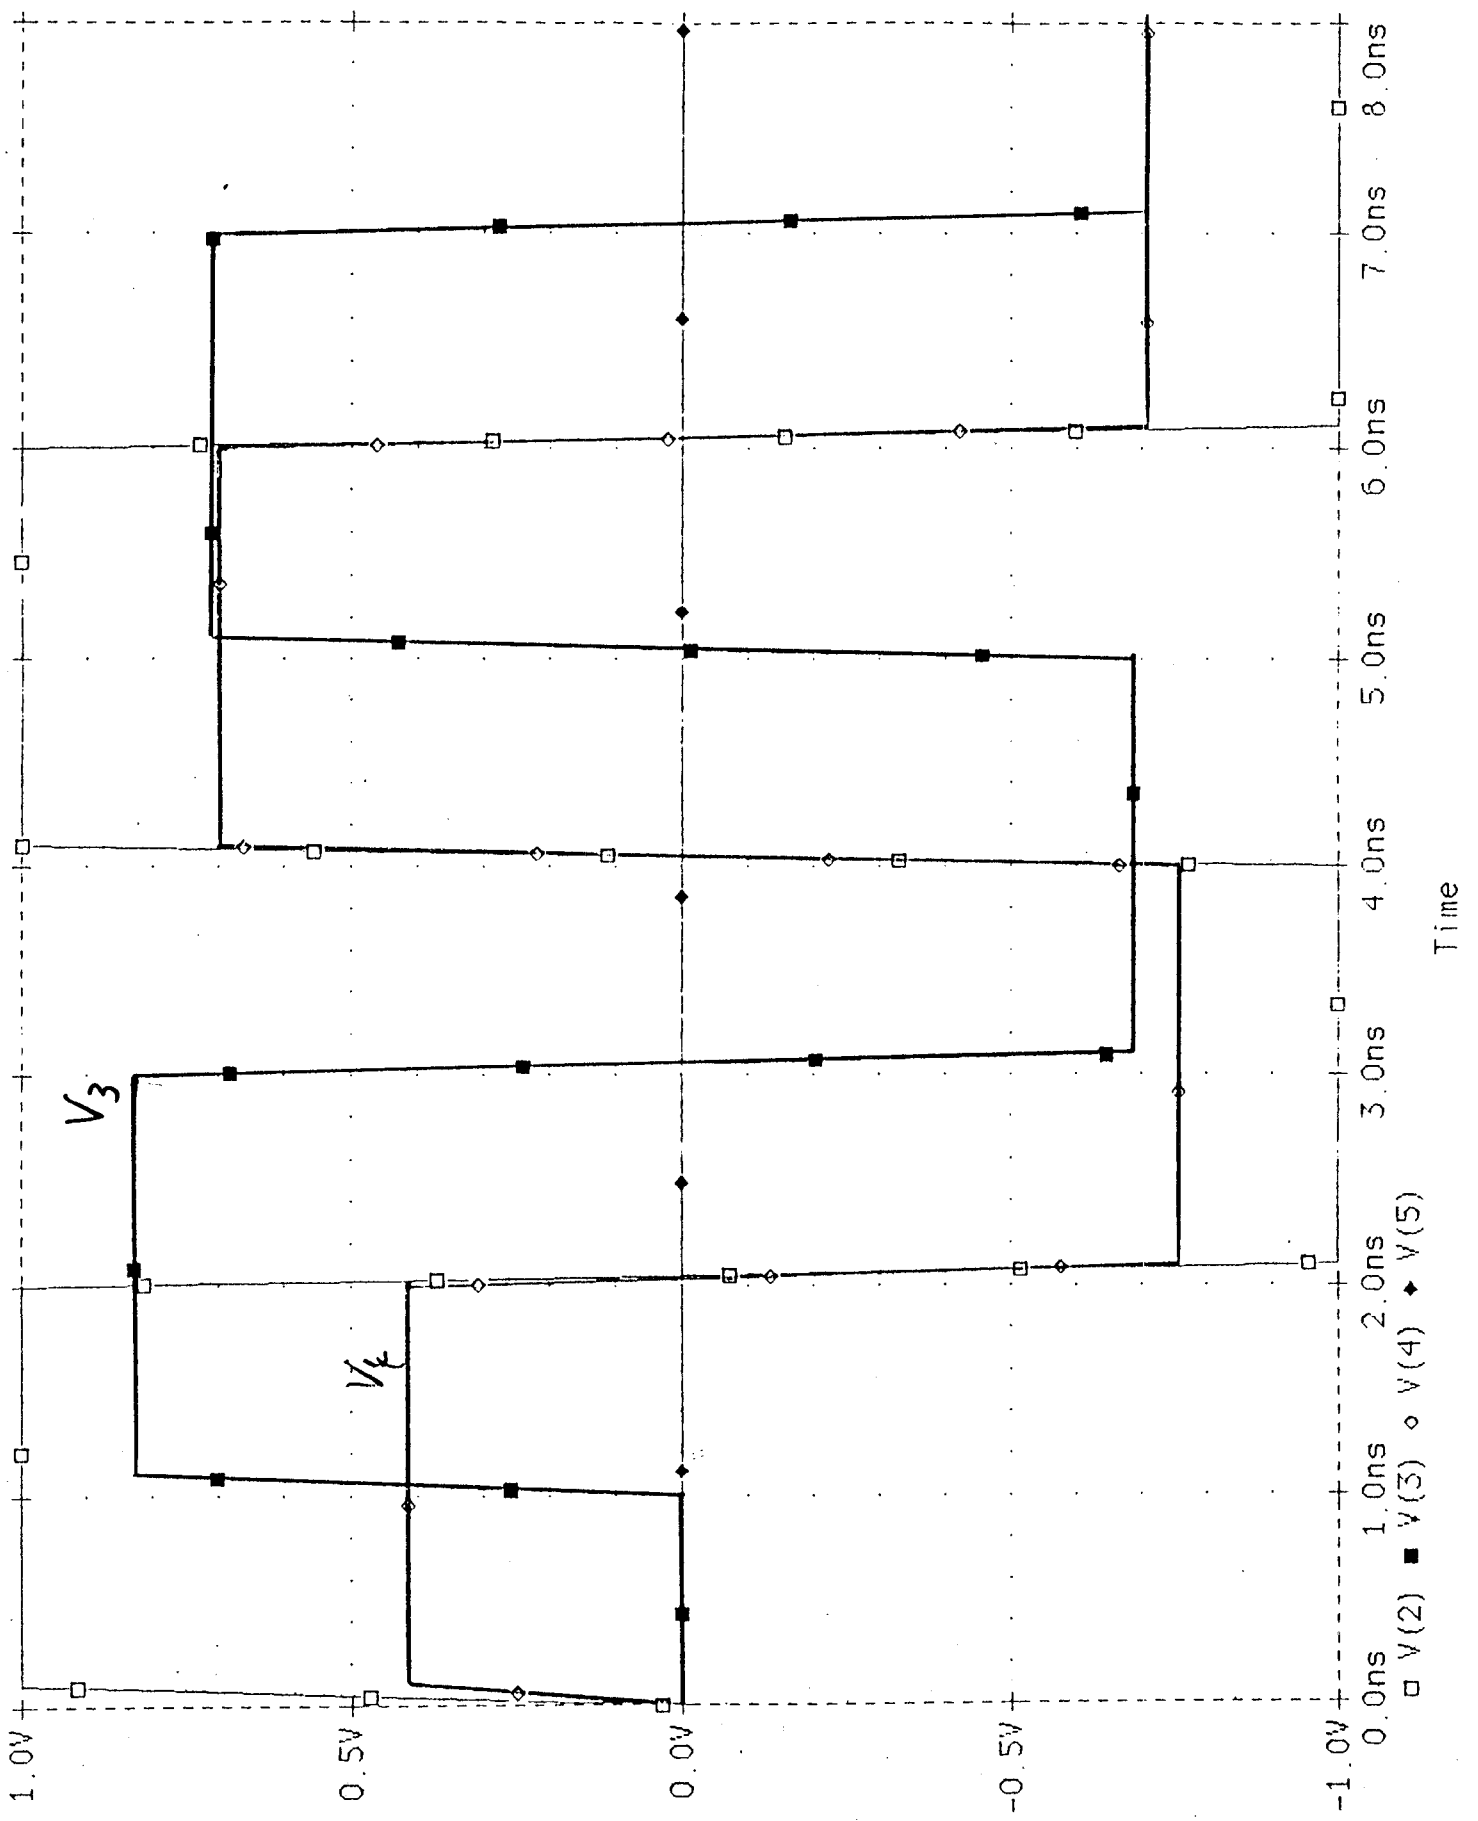 1.0V
0.5V
0.0V
-0.5V
-1.0V
V3
0.0ns 1.0ns 2.0ns 3.0ns 4.0ns 5.0ns 6.0ns 7.0ns 8.0ns
□ V(2) ■ V(3) ◇ V(4) ◆ V(5)
Time